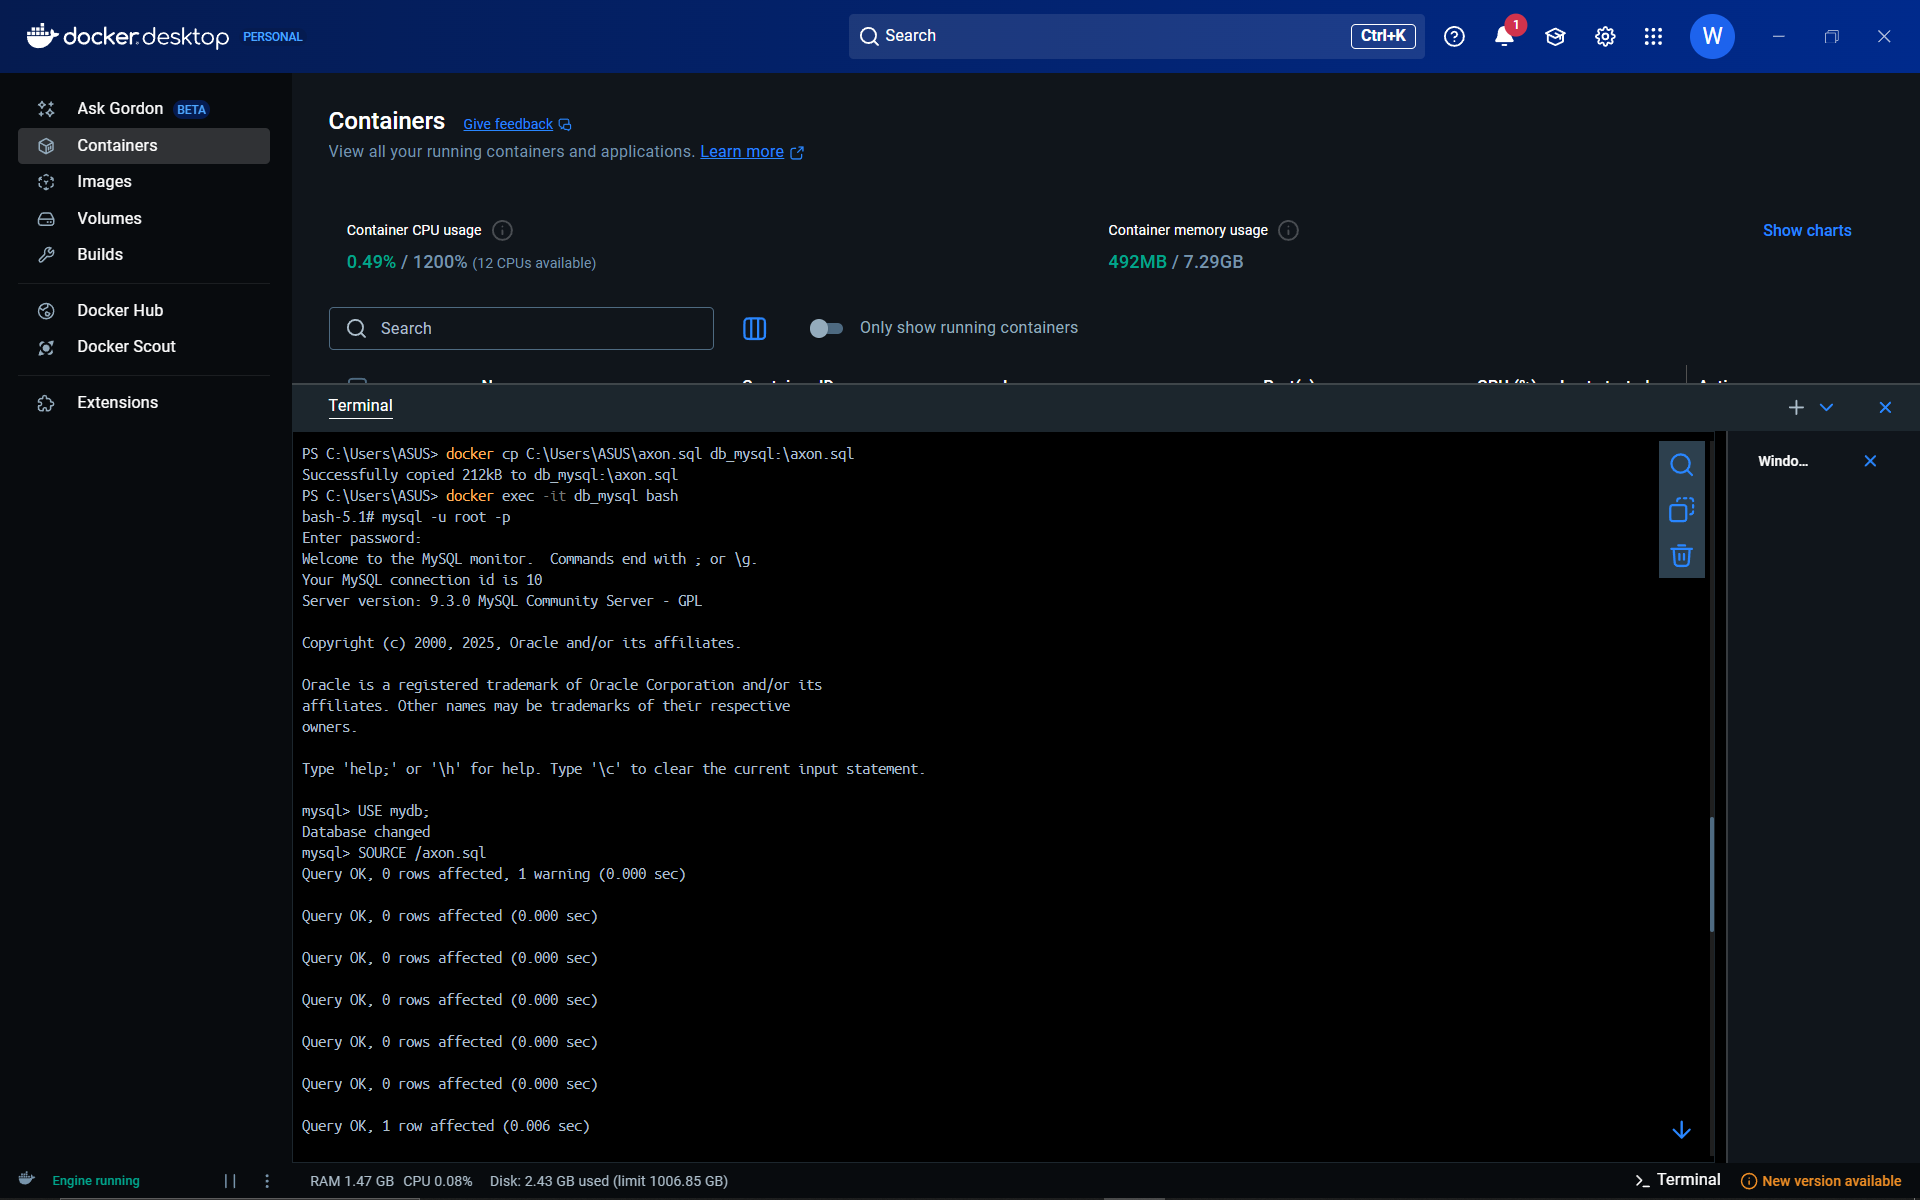 docker.desktop PERSONAL
Search
Ctrl+K
1
W
Ask Gordon BETA
Containers
Images
Volumes
Builds
Docker Hub
Docker Scout
Extensions
Containers Give feedback
View all your running containers and applications. Learn more
Container CPU usage
0.49% / 1200% (12 CPUs available)
Container memory usage
492MB / 7.29GB
Show charts
Search
Only show running containers
Terminal
PS C:\Users\ASUS> docker cp C:\Users\ASUS\axon.sql db_mysql:\axon.sql
Successfully copied 212kB to db_mysql:\axon.sql
PS C:\Users\ASUS> docker exec -it db_mysql bash
bash-5.1# mysql -u root -p
Enter password:
Welcome to the MySQL monitor.  Commands end with ; or \g.
Your MySQL connection id is 10
Server version: 9.3.0 MySQL Community Server - GPL
Copyright (c) 2000, 2025, Oracle and/or its affiliates.
Oracle is a registered trademark of Oracle Corporation and/or its
affiliates. Other names may be trademarks of their respective
owners.
Type 'help;' or '\h' for help. Type '\c' to clear the current input statement.
mysql> USE mydb;
Database changed
mysql> SOURCE /axon.sql
Query OK, 0 rows affected, 1 warning (0.000 sec)
Query OK, 0 rows affected (0.000 sec)
Query OK, 0 rows affected (0.000 sec)
Query OK, 0 rows affected (0.000 sec)
Query OK, 0 rows affected (0.000 sec)
Query OK, 0 rows affected (0.000 sec)
Query OK, 1 row affected (0.006 sec)
Windo...
Engine running
RAM 1.47 GB CPU 0.08% Disk: 2.43 GB used (limit 1006.85 GB)
Terminal
New version available